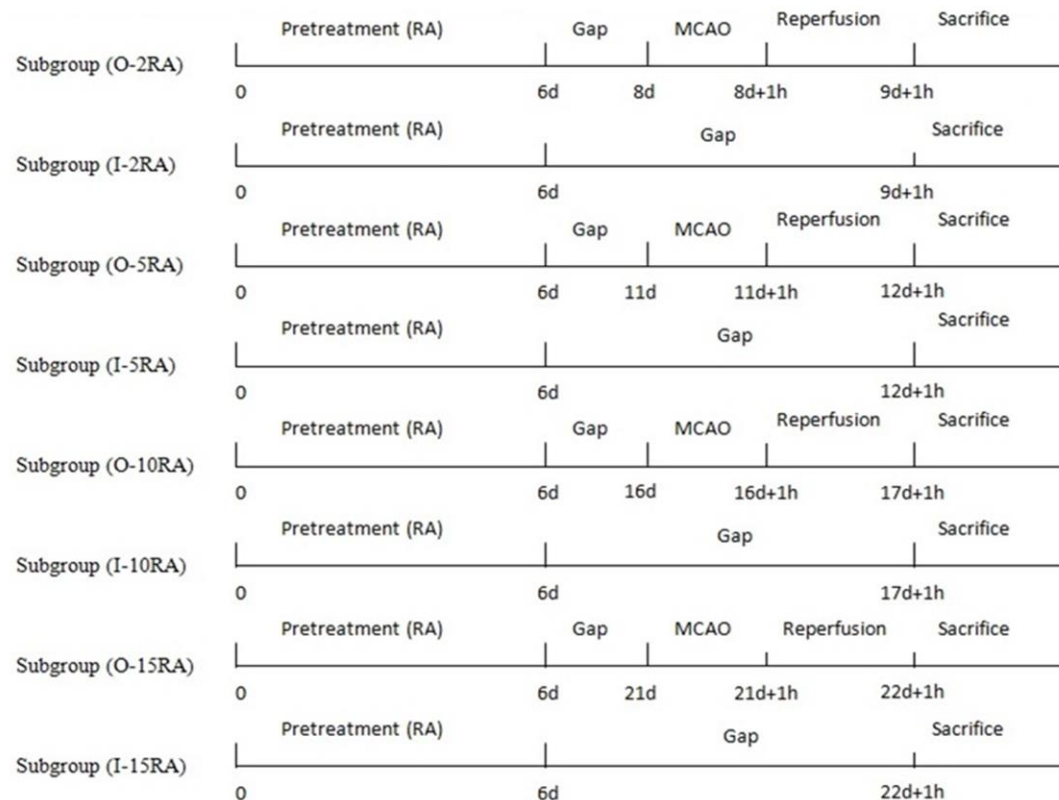 Pretreatment (RA) Gap MCAO Reperfusion Sacrifice
Subgroup (O-2RA)
0 6d 8d 8d+1h 9d+1h
Pretreatment (RA) Gap Sacrifice
Subgroup (I-2RA)
0 6d 9d+1h
Pretreatment (RA) Gap MCAO Reperfusion Sacrifice
Subgroup (O-5RA)
0 6d 11d 11d+1h 12d+1h
Pretreatment (RA) Gap Sacrifice
Subgroup (I-5RA)
0 6d 12d+1h
Pretreatment (RA) Gap MCAO Reperfusion Sacrifice
Subgroup (O-10RA)
0 6d 16d 16d+1h 17d+1h
Pretreatment (RA) Gap Sacrifice
Subgroup (I-10RA)
0 6d 17d+1h
Pretreatment (RA) Gap MCAO Reperfusion Sacrifice
Subgroup (O-15RA)
0 6d 21d 21d+1h 22d+1h
Pretreatment (RA) Gap Sacrifice
Subgroup (I-15RA)
0 6d 22d+1h